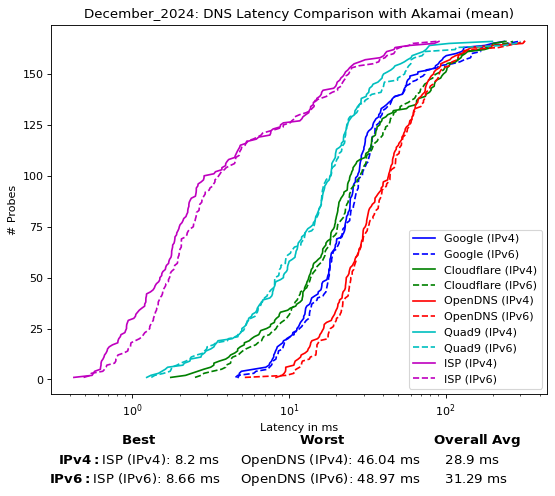 December_2024: DNS Latency Comparison with Akamai (mean)
# Probes
150
125
100
75
50
25
0
Google (IPv4)
Google (IPv6)
Cloudflare (IPv4)
Cloudflare (IPv6)
OpenDNS (IPv4)
OpenDNS (IPv6)
Quad9 (IPv4)
Quad9 (IPv6)
ISP (IPv4)
ISP (IPv6)
10⁰ 10¹ 10²
Latency in ms
Best Worst Overall Avg
IPv4: ISP (IPv4): 8.2 ms OpenDNS (IPv4): 46.04 ms 28.9 ms
IPv6: ISP (IPv6): 8.66 ms OpenDNS (IPv6): 48.97 ms 31.29 ms